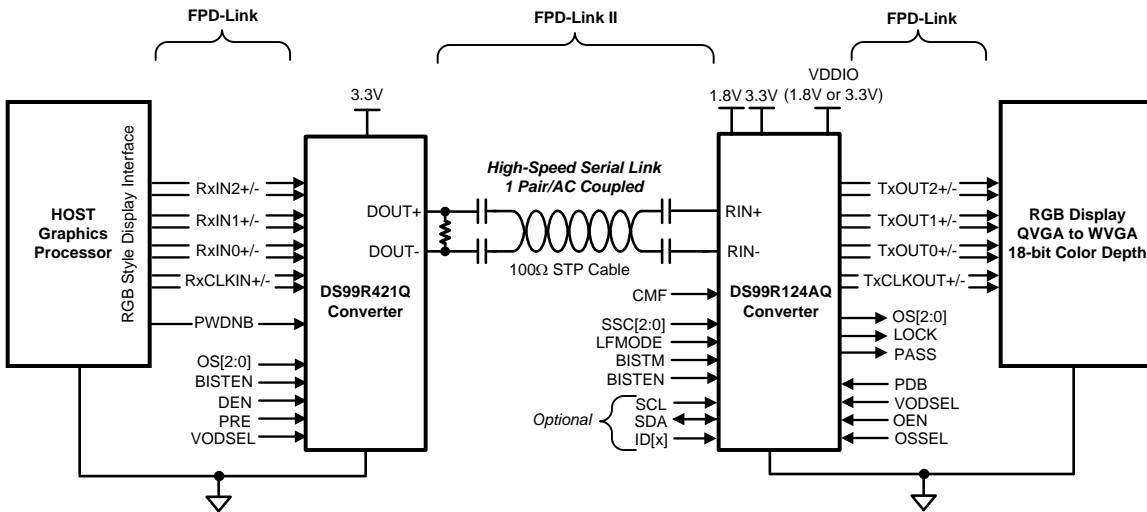 FPD-Link
FPD-Link II
FPD-Link
HOST
Graphics
Processor
RGB Style Display Interface
RxIN2+/-
RxIN1+/-
RxIN0+/-
RxCLKIN+/-
PWDNB
OS[2:0]
BISTEN
DEN
PRE
VODSEL
3.3V
DOUT+
DOUT-
DS99R421Q
Converter
High-Speed Serial Link
1 Pair/AC Coupled
100Ω STP Cable
CMF
SSC[2:0]
LFMODE
BISTM
BISTEN
Optional
SCL
SDA
ID[x]
1.8V 3.3V
VDDIO
(1.8V or 3.3V)
RIN+
RIN-
DS99R124AQ
Converter
TxOUT2+/-
TxOUT1+/-
TxOUT0+/-
TxCLKOUT+/-
OS[2:0]
LOCK
PASS
PDB
VODSEL
OEN
OSSEL
RGB Display
QVGA to WVGA
18-bit Color Depth